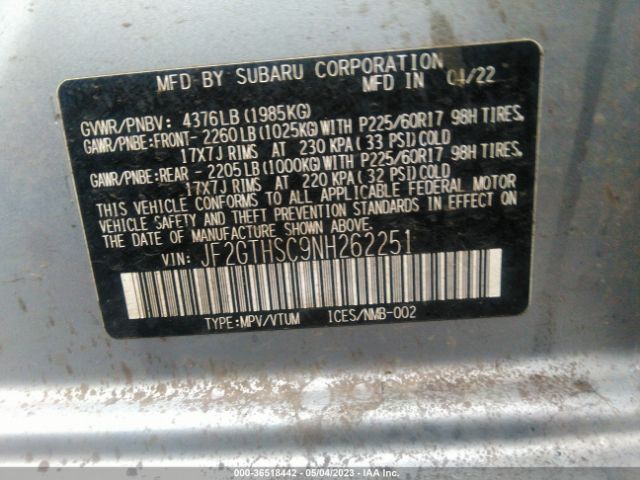 MFD BY SUBARU CORPORATION
MFD IN 04/22
GVWR/PNBV: 4376LB (1985KG)
GAWR/PNBE:FRONT- 2260LB(1025KG)WITH P225/60R17 98H TIRES,
17X7J RIMS AT 230 KPA( 33 PSI)COLD
GAWR/PNBE:REAR - 2205LB(1000KG)WITH P225/60R17 98H TIRES,
17X7J RIMS AT 220 KPA( 32 PSI)COLD
THIS VEHICLE CONFORMS TO ALL APPLICABLE FEDERAL MOTOR
VEHICLE SAFETY AND THEFT PREVENTION STANDARDS IN EFFECT ON
THE DATE OF MANUFACTURE SHOWN ABOVE.
VIN: JF2GTHSC9NH262251
TYPE:MPV/VTUM ICES/NMB-002
000-36518442 - 05/04/2023 - IAA Inc.